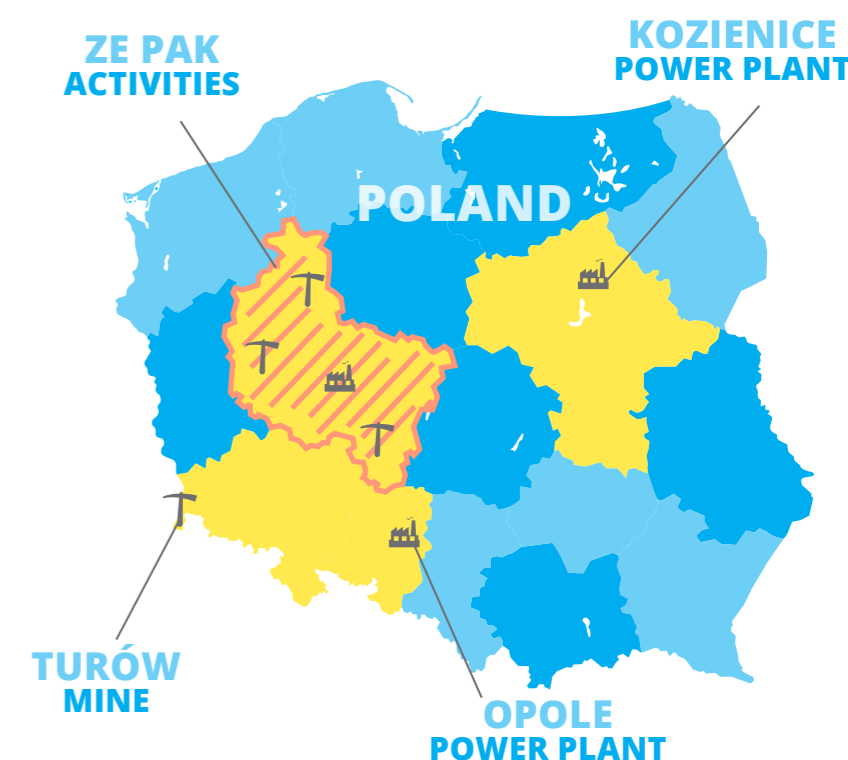 ZE PAK
ACTIVITIES
KOZIENICE
POWER PLANT
POLAND
TURÓW
MINE
OPOLE
POWER PLANT